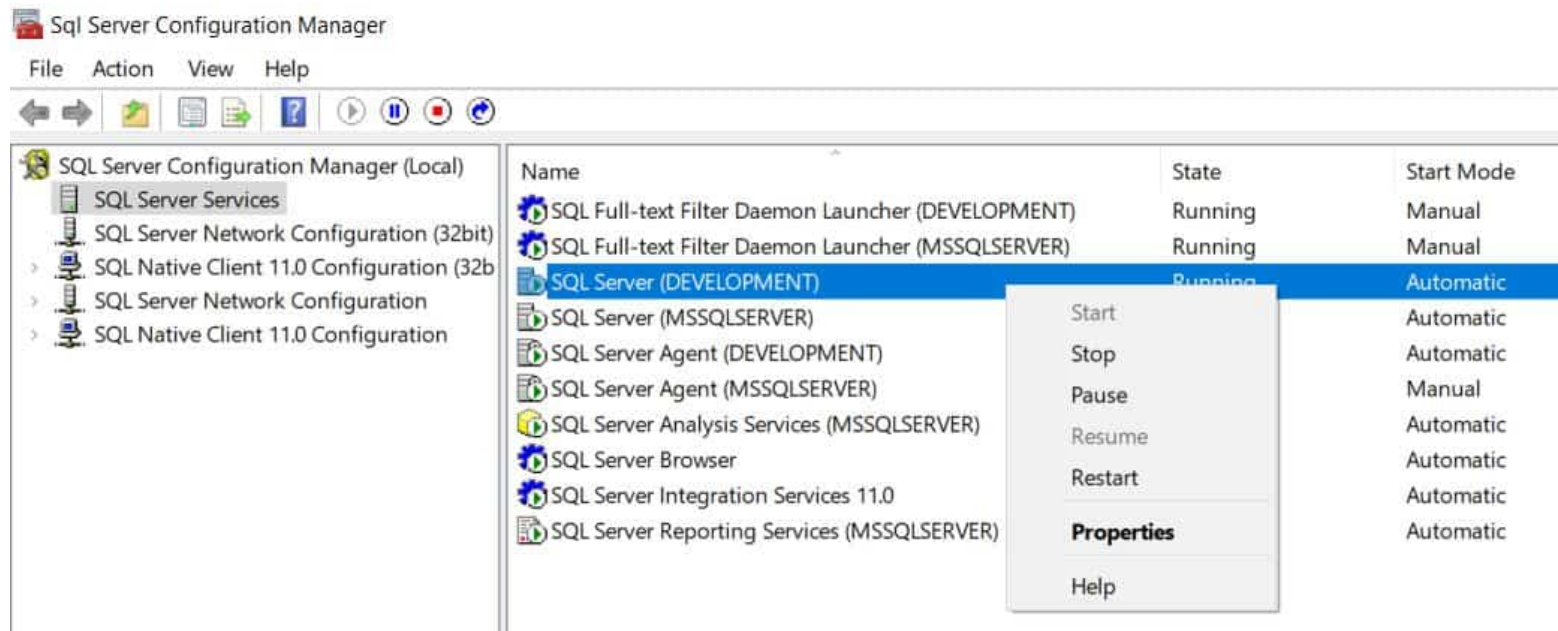 Sql Server Configuration Manager
File Action View Help
SQL Server Configuration Manager (Local)
SQL Server Services
SQL Server Network Configuration (32bit)
SQL Native Client 11.0 Configuration (32b
SQL Server Network Configuration
SQL Native Client 11.0 Configuration
Name State Start Mode
SQL Full-text Filter Daemon Launcher (DEVELOPMENT) Running Manual
SQL Full-text Filter Daemon Launcher (MSSQLSERVER) Running Manual
SQL Server (DEVELOPMENT) Running Automatic
SQL Server (MSSQLSERVER) Automatic
SQL Server Agent (DEVELOPMENT) Automatic
SQL Server Agent (MSSQLSERVER) Manual
SQL Server Analysis Services (MSSQLSERVER) Automatic
SQL Server Browser Automatic
SQL Server Integration Services 11.0 Automatic
SQL Server Reporting Services (MSSQLSERVER) Automatic
Start
Stop
Pause
Resume
Restart
Properties
Help